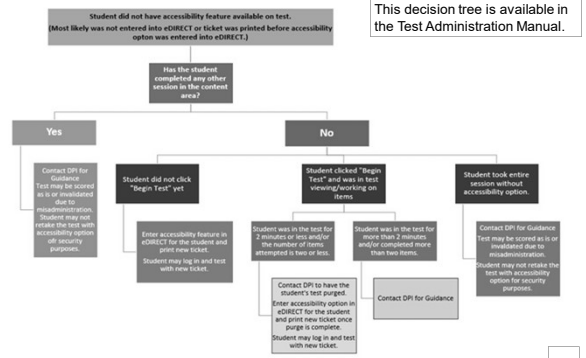 This decision tree is available in
the Test Administration Manual.
Student did not have accessibility feature available on test.
(Most likely was not entered into eDIRECT or ticket was printed before accessibility
opton was entered into eDIRECT.)
Has the student
completed any other
session in the content
area?
Yes
No
Contact DPI for
Guidance
Test may be scored
as is or invalidated
due to
misadministration.
Student may not
retake the test with
accessibility option
ofr security
purposes.
Student did not click
"Begin Test" yet
Enter accessibility feature in
eDIRECT for the student and
print new ticket.
Student may log in and test
with new ticket.
Student clicked "Begin
Test" and was in test
viewing/working on
items
Student was in the test for
2 minutes or less and/or
the number of items
attempted is two or less.
Contact DPI to have the
student's test purged.
Enter accessibility option in
eDIRECT for the student
and print new ticket once
purge is complete.
Student may log in and test
with new ticket.
Student was in the test for
more than 2 minutes
and/or completed more
than two items.
Contact DPI for Guidance
Student took entire
session without
accessibility option.
Contact DPI for Guidance
Test may be scored as is or
invalidated due to
misadministration.
Student may not retake the
test with accessibility
option for security
purposes.